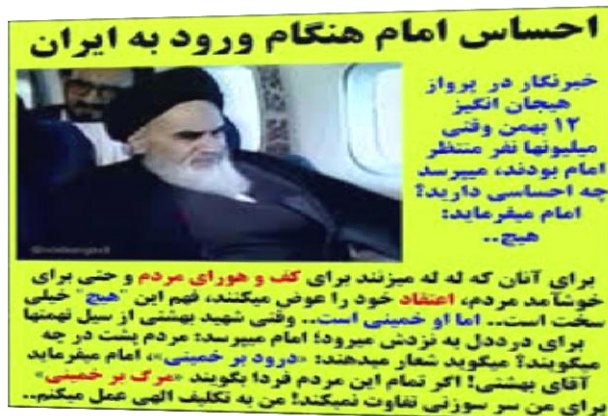 احساس امام هنگام ورود به ایران
خبرنگار در پرواز
هیجان انگیز
۱۲ بهمن وقتی
میلیونها نفر منتظر
امام بودند، میپرسد
چه احساسی دارید؟
امام میفرماید:
هیچ..
برای آنان که له له میزنند برای کف و هورای مردم و حتی برای
خوشآمد مردم، اعتقاد خود را عوض میکنند، فهم این "هیچ" خیلی
سخت است.. اما او خمینی است.. وقتی شهید بهشتی از سیل تهمتها
برای درددل به نزدش میرود؛ امام میپرسد: مردم پشت در چه
میگویند؟ میگوید شعار میدهند: «درود بر خمینی»، امام میفرماید
آقای بهشتی! اگر تمام این مردم فردا بگویند «مرگ بر خمینی»
برای من سر سوزنی تفاوت نمیکند! من به تکلیف الهی عمل میکنم..